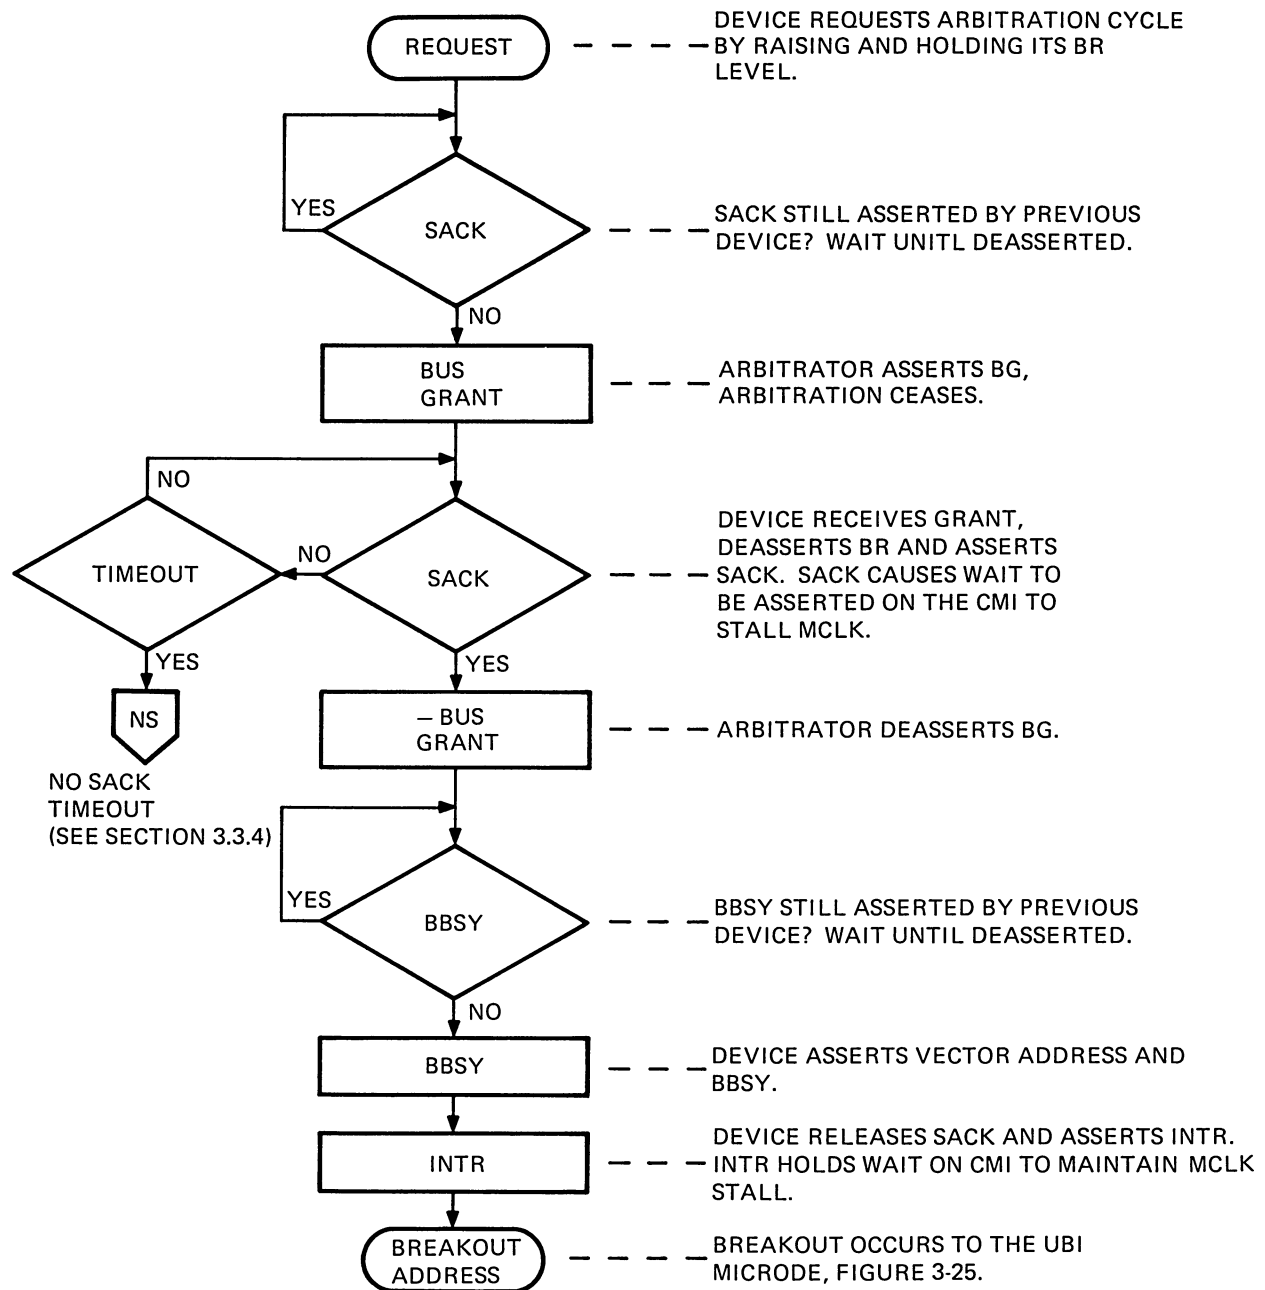 REQUEST
DEVICE REQUESTS ARBITRATION CYCLE
BY RAISING AND HOLDING ITS BR
LEVEL.
YES
SACK
SACK STILL ASSERTED BY PREVIOUS
DEVICE? WAIT UNITL DEASSERTED.
NO
BUS
GRANT
ARBITRATOR ASSERTS BG,
ARBITRATION CEASES.
NO
TIMEOUT
NO
SACK
DEVICE RECEIVES GRANT,
DEASSERTS BR AND ASSERTS
SACK. SACK CAUSES WAIT TO
BE ASSERTED ON THE CMI TO
STALL MCLK.
YES
YES
NS
NO SACK
TIMEOUT
(SEE SECTION 3.3.4)
– BUS
GRANT
ARBITRATOR DEASSERTS BG.
YES
BBSY
BBSY STILL ASSERTED BY PREVIOUS
DEVICE? WAIT UNTIL DEASSERTED.
NO
BBSY
DEVICE ASSERTS VECTOR ADDRESS AND
BBSY.
INTR
DEVICE RELEASES SACK AND ASSERTS INTR.
INTR HOLDS WAIT ON CMI TO MAINTAIN MCLK
STALL.
BREAKOUT
ADDRESS
BREAKOUT OCCURS TO THE UBI
MICRODE, FIGURE 3-25.